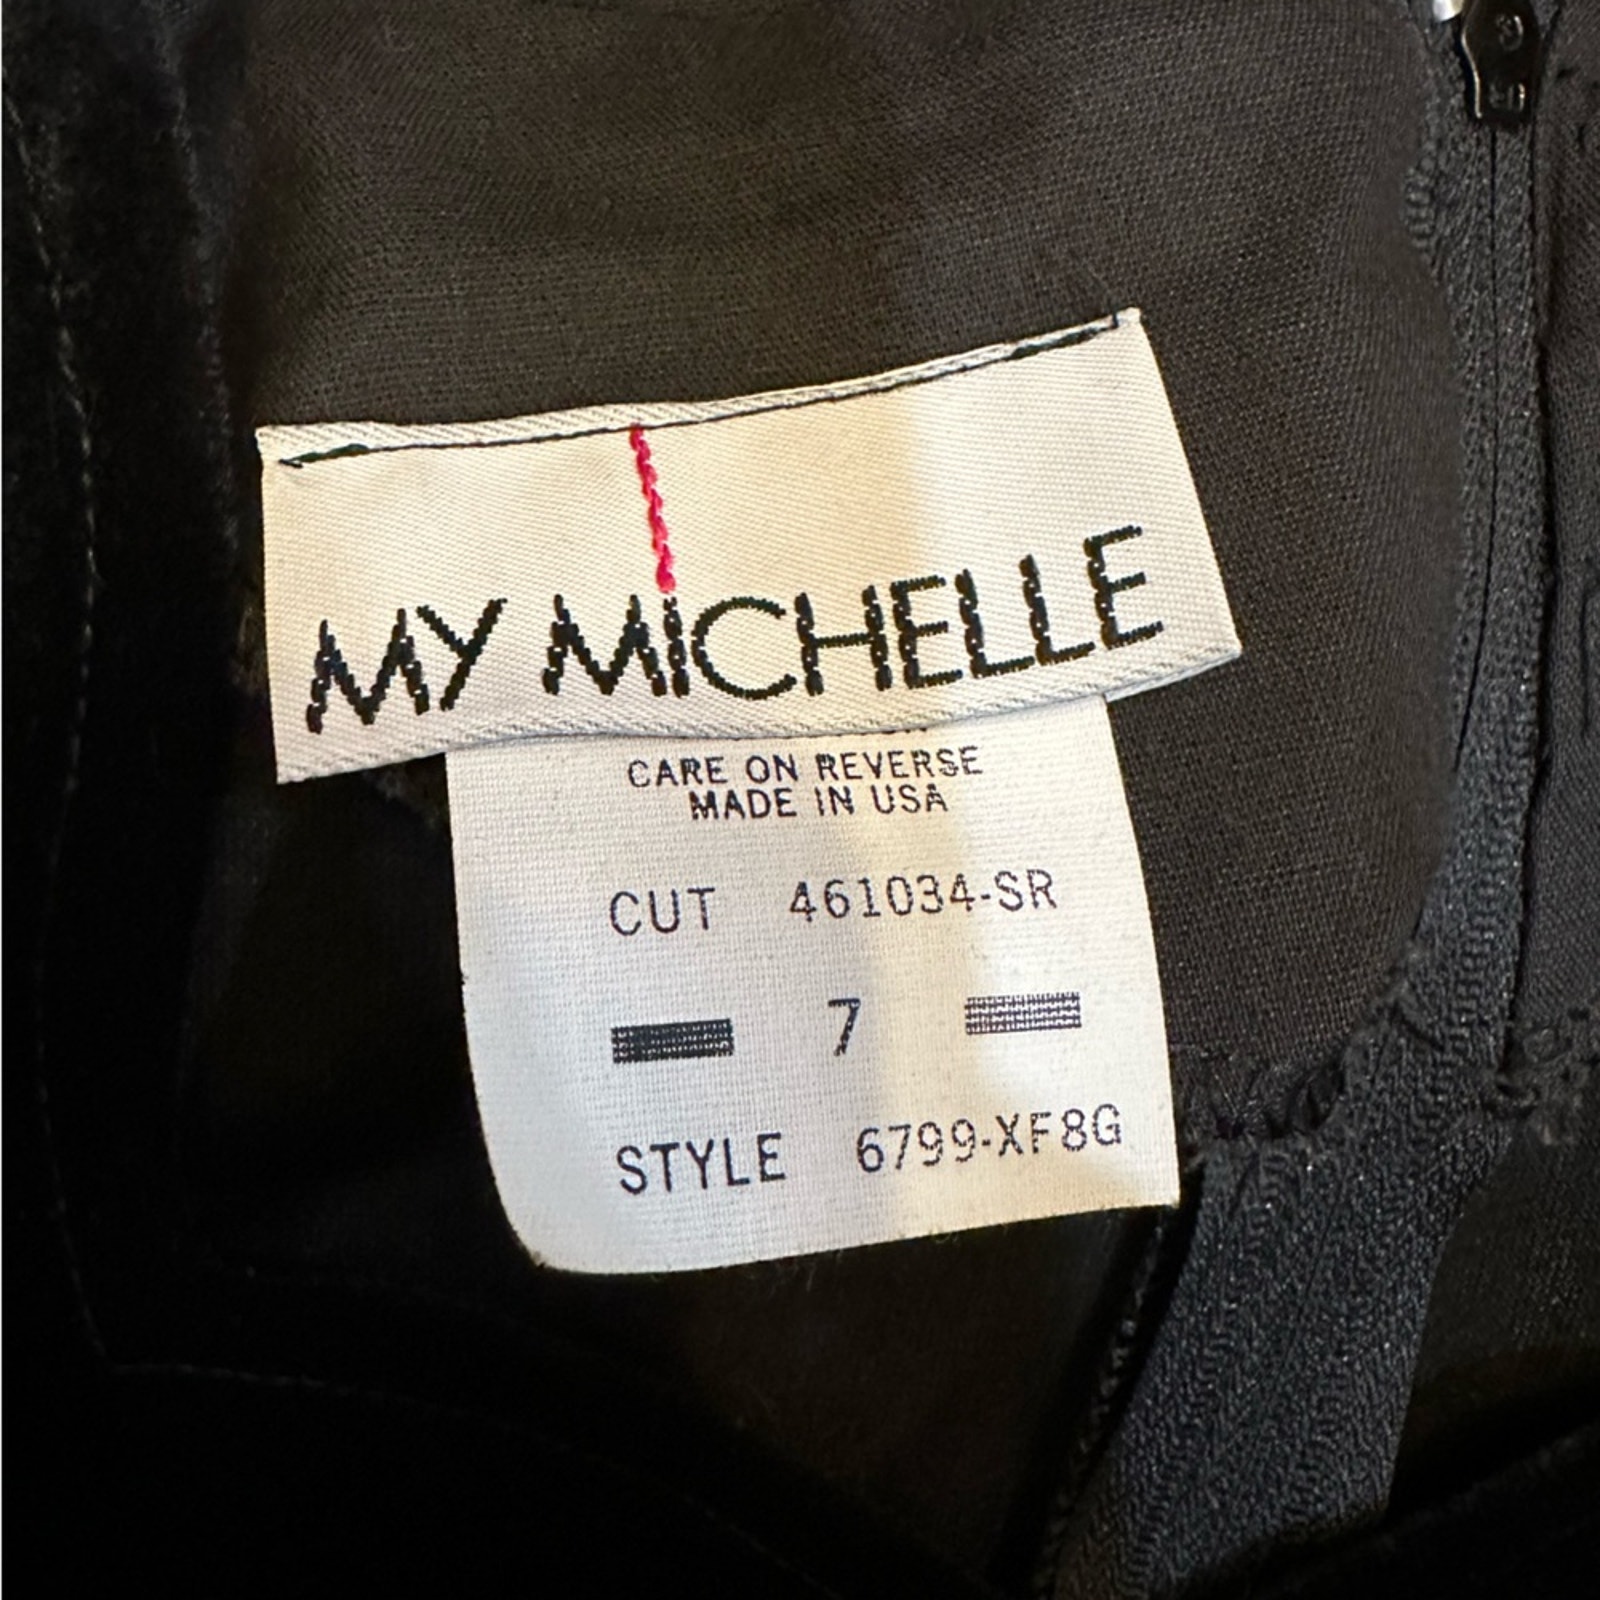 MY MICHELLE
CARE ON REVERSE
MADE IN USA
CUT 461034-SR
7
STYLE 6799-XF8G